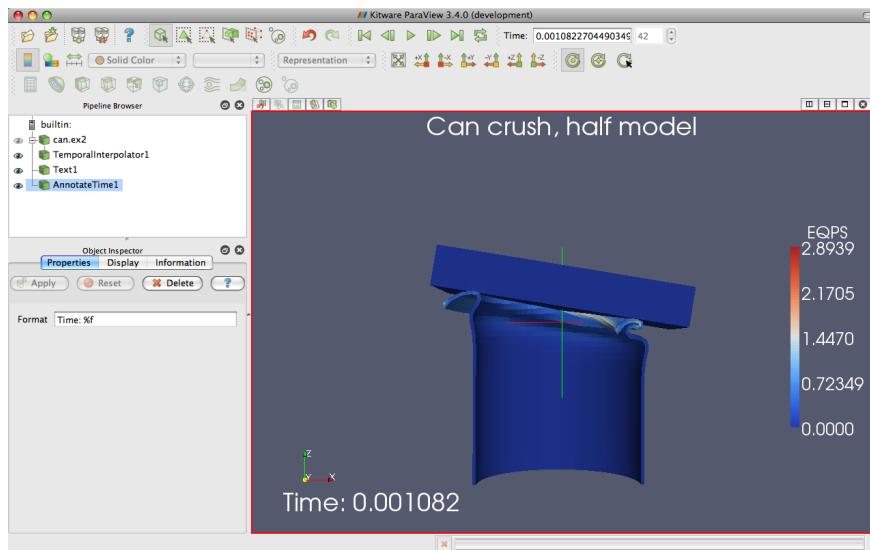 Kitware ParaView 3.4.0 (development)
Time: 0.0010822704490349 42
Solid Color
Representation
+X -X +Y -Y +Z -Z
Pipeline Browser
builtin:
can.ex2
TemporalInterpolator1
Text1
AnnotateTime1
Object Inspector
Properties Display Information
Apply Reset Delete ?
Format Time: %f
Can crush, half model
EQPS
2.8939
2.1705
1.4470
0.72349
0.0000
Z
Y X
Time: 0.001082